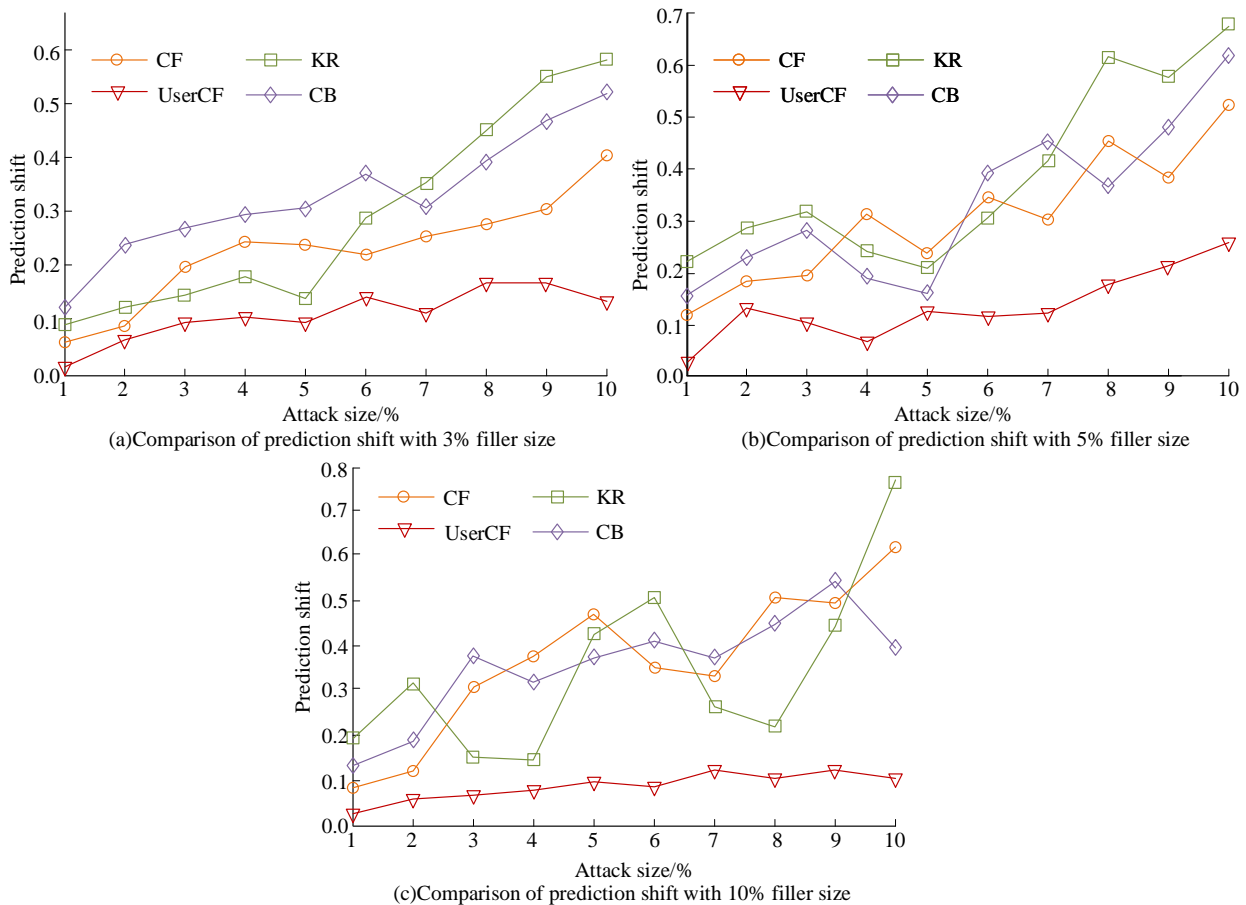 0.6
0.5
0.4
0.3
0.2
0.1
0.0
Prediction shift
CF
KR
UserCF
CB
1 2 3 4 5 6 7 8 9 10
Attack size/%
(a)Comparison of prediction shift with 3% filler size
0.7
0.6
0.5
0.4
0.3
0.2
0.1
0.0
Prediction shift
CF
KR
UserCF
CB
1 2 3 4 5 6 7 8 9 10
Attack size/%
(b)Comparison of prediction shift with 5% filler size
0.8
0.7
0.6
0.5
0.4
0.3
0.2
0.1
0.0
Prediction shift
CF
KR
UserCF
CB
1 2 3 4 5 6 7 8 9 10
Attack size/%
(c)Comparison of prediction shift with 10% filler size